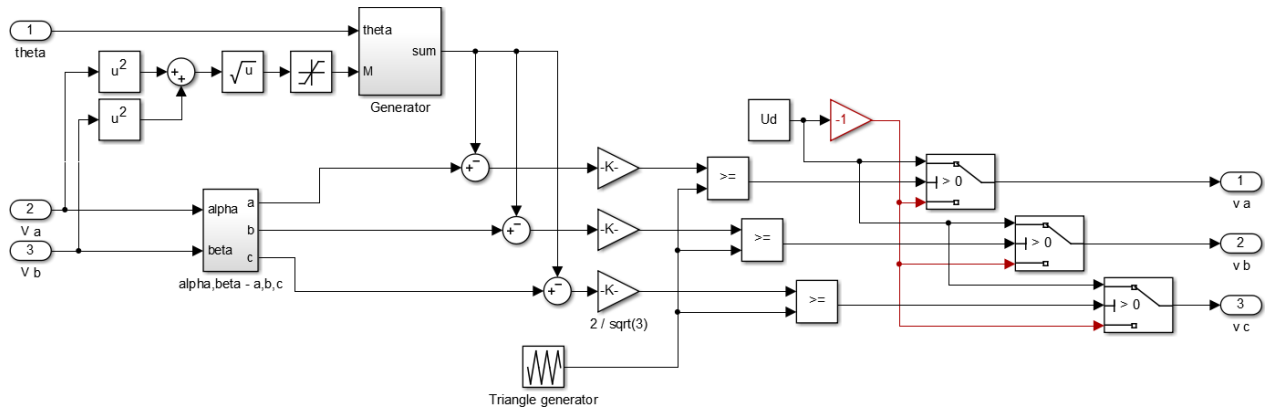 1
theta
u²
u²
+
+
√u
theta
M
sum
Generator
2
V a
3
V b
alpha
beta
a
b
c
alpha,beta - a,b,c
+
−
+
−
+
−
-K-
-K-
-K-
2 / sqrt(3)
>=
>=
>=
Triangle generator
Ud
-1
> 0
> 0
> 0
1
v a
2
v b
3
v c